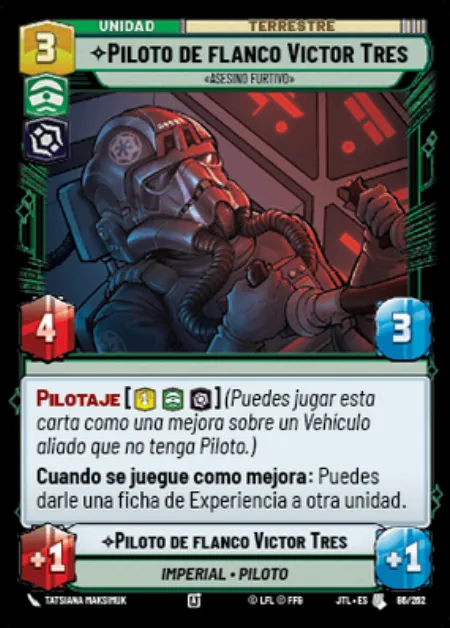 UNIDAD
TERRESTRE
3
✧PILOTO DE FLANCO VICTOR TRES
«ASESINO FURTIVO»
4
3
PILOTAJE [1] (Puedes jugar esta
carta como una mejora sobre un Vehículo
aliado que no tenga Piloto.)
Cuando se juegue como mejora: Puedes
darle una ficha de Experiencia a otra unidad.
✧PILOTO DE FLANCO VICTOR TRES
+1
+1
IMPERIAL • PILOTO
TATSIANA MAKSIMUK
A
© LFL © FFG
JTL • ES
86/262